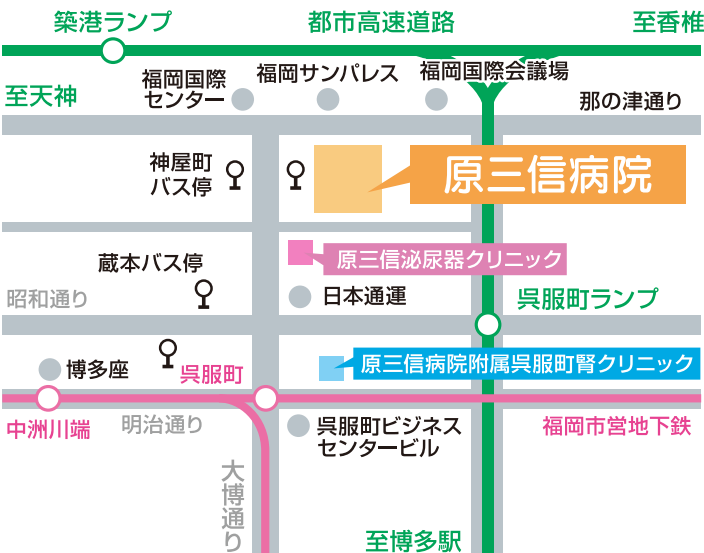 築港ランプ
都市高速道路
至香椎
至天神
福岡国際
センター
福岡サンパレス
福岡国際会議場
那の津通り
神屋町
バス停
原三信病院
蔵本バス停
原三信泌尿器クリニック
昭和通り
日本通運
呉服町ランプ
博多座
呉服町
原三信病院附属呉服町腎クリニック
中洲川端
明治通り
呉服町ビジネス
センタービル
福岡市営地下鉄
大博通り
至博多駅